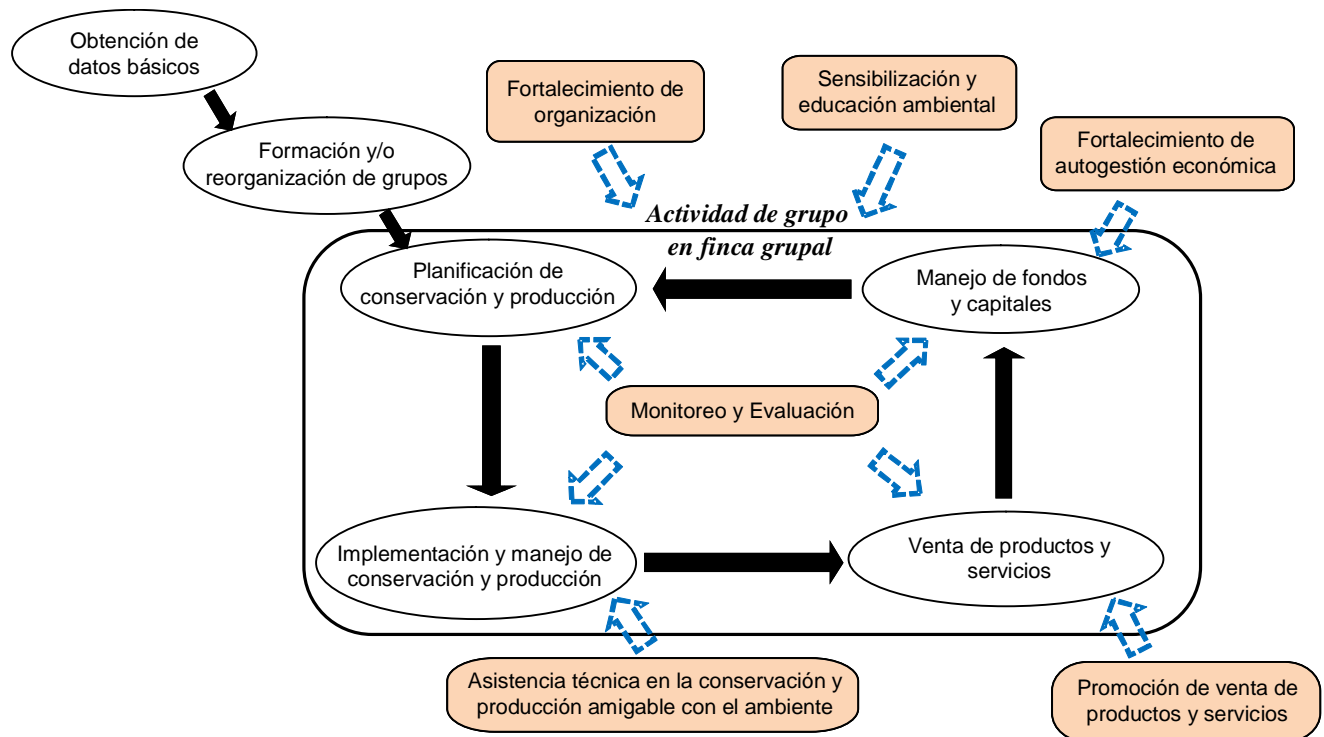 Obtención de
datos básicos
Fortalecimiento de
organización
Sensibilización y
educación ambiental
Formación y/o
reorganización de grupos
Fortalecimiento de
autogestión económica
Actividad de grupo
en finca grupal
Planificación de
conservación y producción
Manejo de fondos
y capitales
Monitoreo y Evaluación
Implementación y manejo de
conservación y producción
Venta de productos y
servicios
Asistencia técnica en la conservación y
producción amigable con el ambiente
Promoción de venta de
productos y servicios